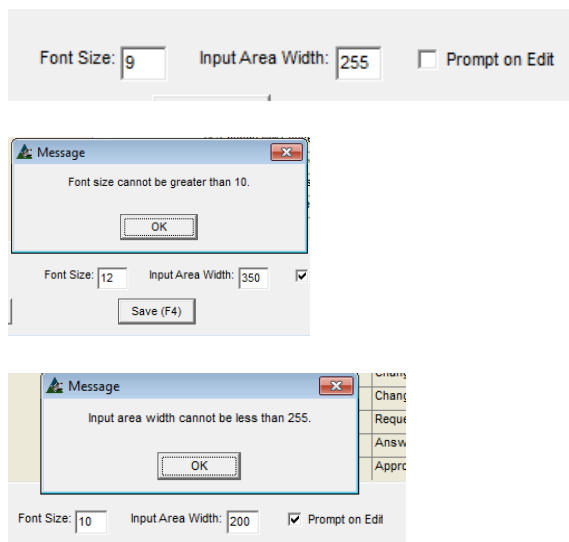 Font Size: 9 Input Area Width: 255 Prompt on Edit
Message
Font size cannot be greater than 10.
OK
Font Size: 12 Input Area Width: 350
Save (F4)
Message
Input area width cannot be less than 255.
OK
Chang
Reque
Answ
Appro
Font Size: 10 Input Area Width: 200 Prompt on Edit